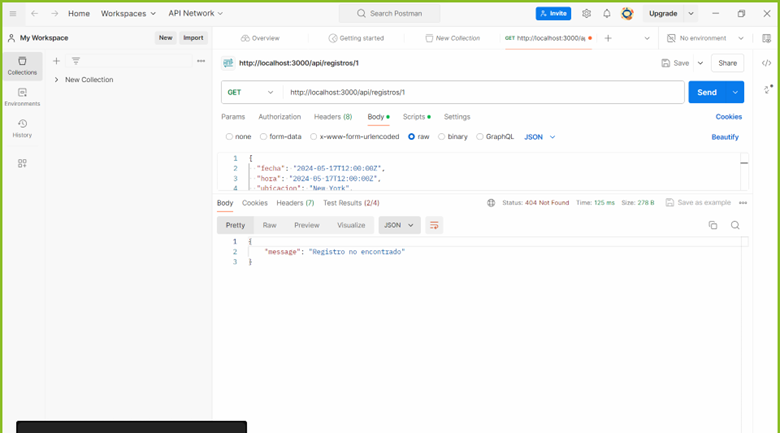 Home Workspaces API Network Search Postman Invite Upgrade
My Workspace New Import Overview Getting started New Collection GET http://localhost:3000/a No environment
Collections
Environments
History
New Collection
http://localhost:3000/api/registros/1 Save Share
GET http://localhost:3000/api/registros/1 Send
Params Authorization Headers (8) Body Scripts Settings Cookies
none form-data x-www-form-urlencoded raw binary GraphQL JSON Beautify
1 {
2 "fecha": "2024-05-17T12:00:00Z",
3 "hora": "2024-05-17T12:00:00Z",
4 "ubicacion": "New York",
Body Cookies Headers (7) Test Results (2/4) Status: 404 Not Found Time: 125 ms Size: 278 B Save as example
Pretty Raw Preview Visualize JSON
1 {
2 "message": "Registro no encontrado"
3 }